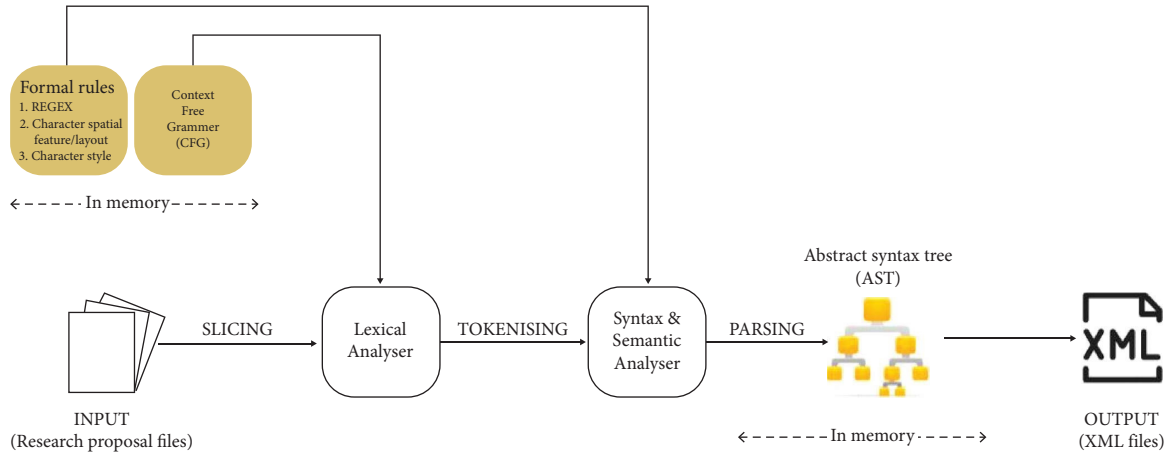 Formal rules
1. REGEX
2. Character spatial
feature/layout
3. Character style
Context
Free
Grammer
(CFG)
In memory
SLICING
Lexical
Analyser
TOKENISING
Syntax &
Semantic
Analyser
PARSING
Abstract syntax tree
(AST)
XML
INPUT
(Research proposal files)
In memory
OUTPUT
(XML files)